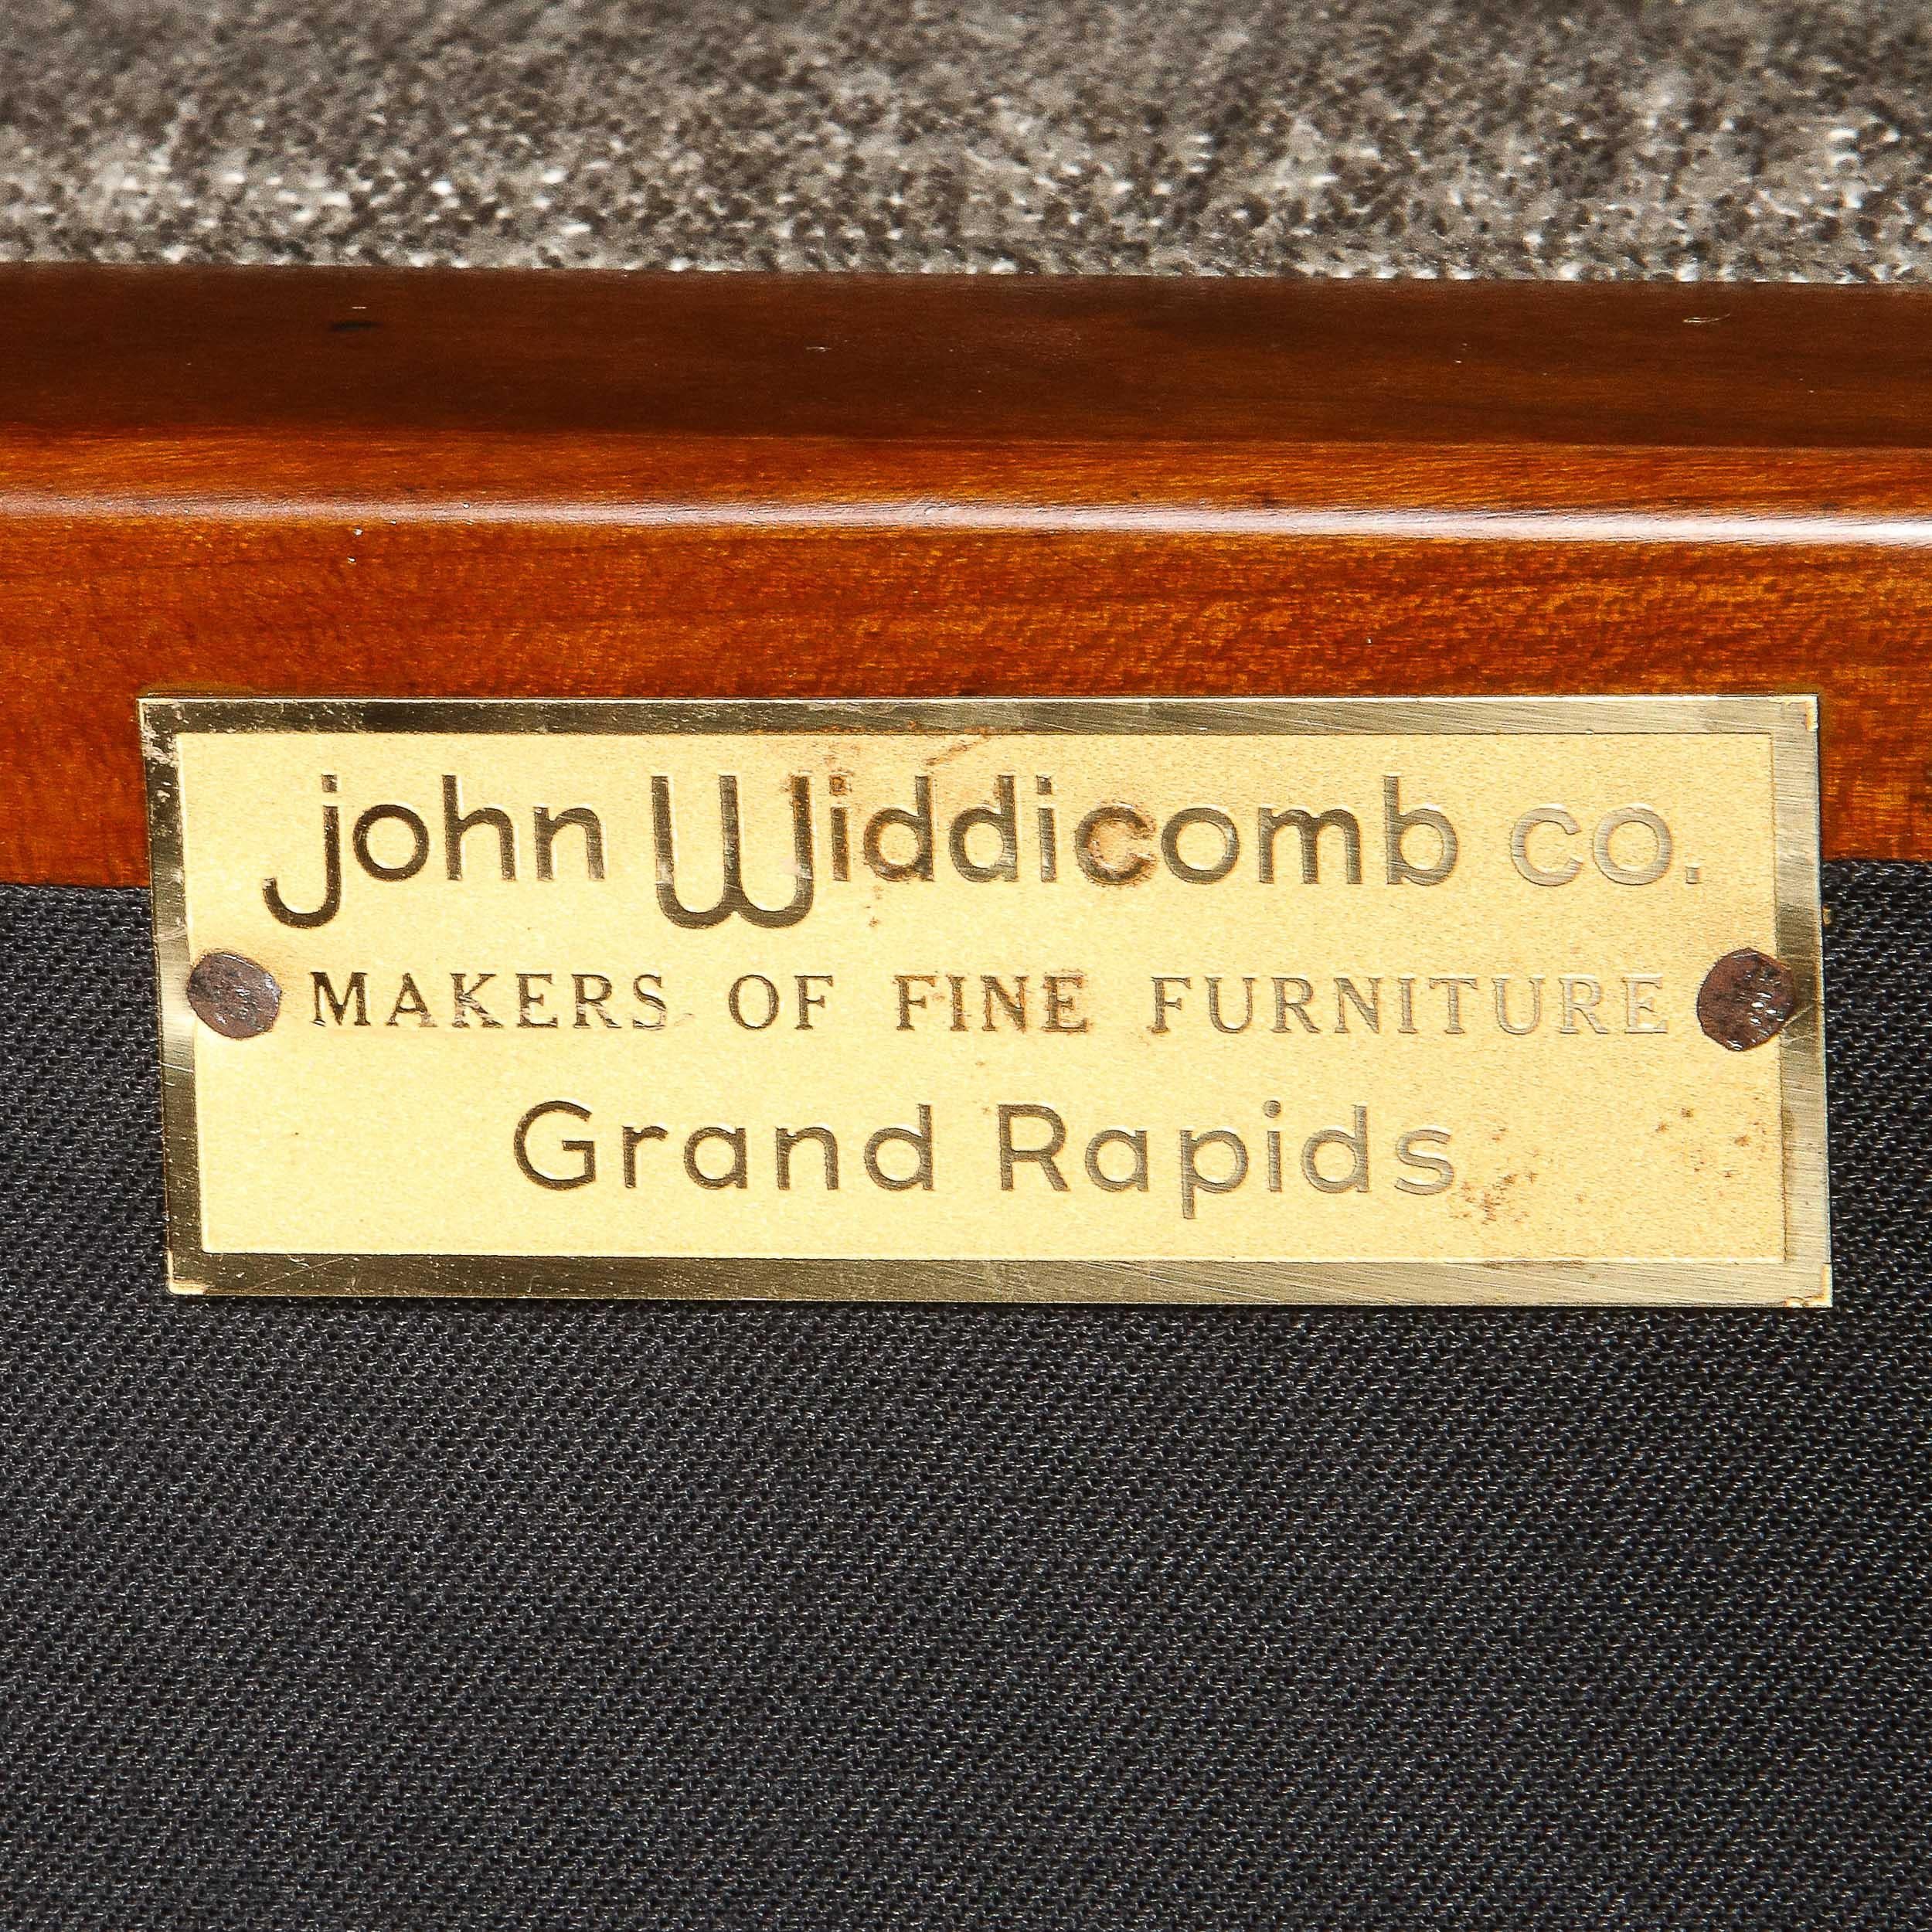 john Widdicomb co.
MAKERS OF FINE FURNITURE
Grand Rapids